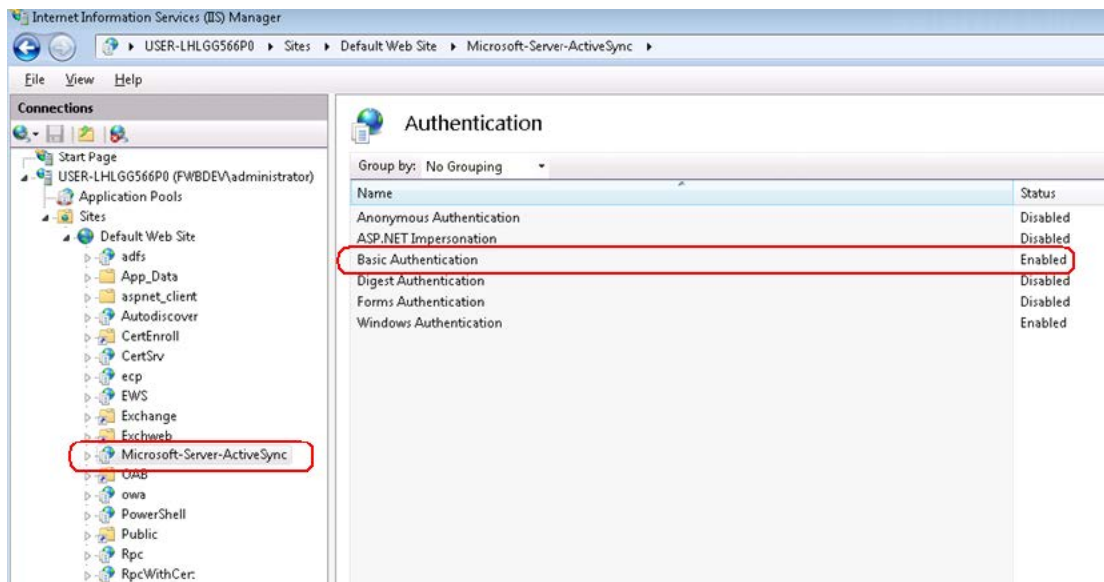 Internet Information Services (IIS) Manager
USER-LHLGG566P0 Sites Default Web Site Microsoft-Server-ActiveSync
File View Help
Connections
Start Page
USER-LHLGG566P0 (FWBDEV\administrator)
Application Pools
Sites
Default Web Site
adfs
App_Data
aspnet_client
Autodiscover
CertEnroll
CertSrv
ecp
EWS
Exchange
Exchweb
Microsoft-Server-ActiveSync
OAB
owa
PowerShell
Public
Rpc
RpcWithCert
Authentication
Group by: No Grouping
Name Status
Anonymous Authentication Disabled
ASP.NET Impersonation Disabled
Basic Authentication Enabled
Digest Authentication Disabled
Forms Authentication Disabled
Windows Authentication Enabled